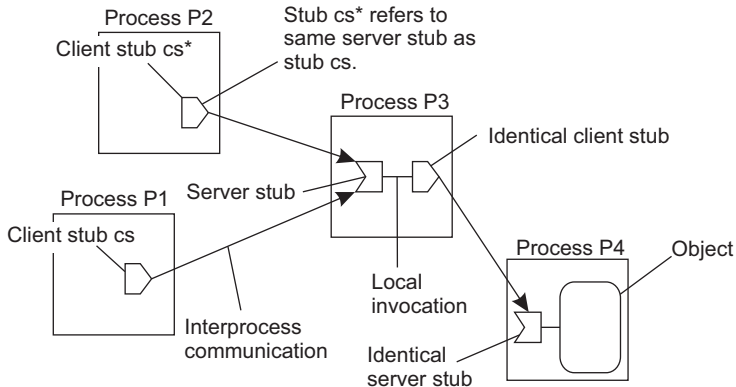 Process P2
Client stub cs*
Stub cs* refers to
same server stub as
stub cs.
Process P3
Identical client stub
Server stub
Process P1
Client stub cs
Interprocess
communication
Local
invocation
Process P4
Object
Identical
server stub